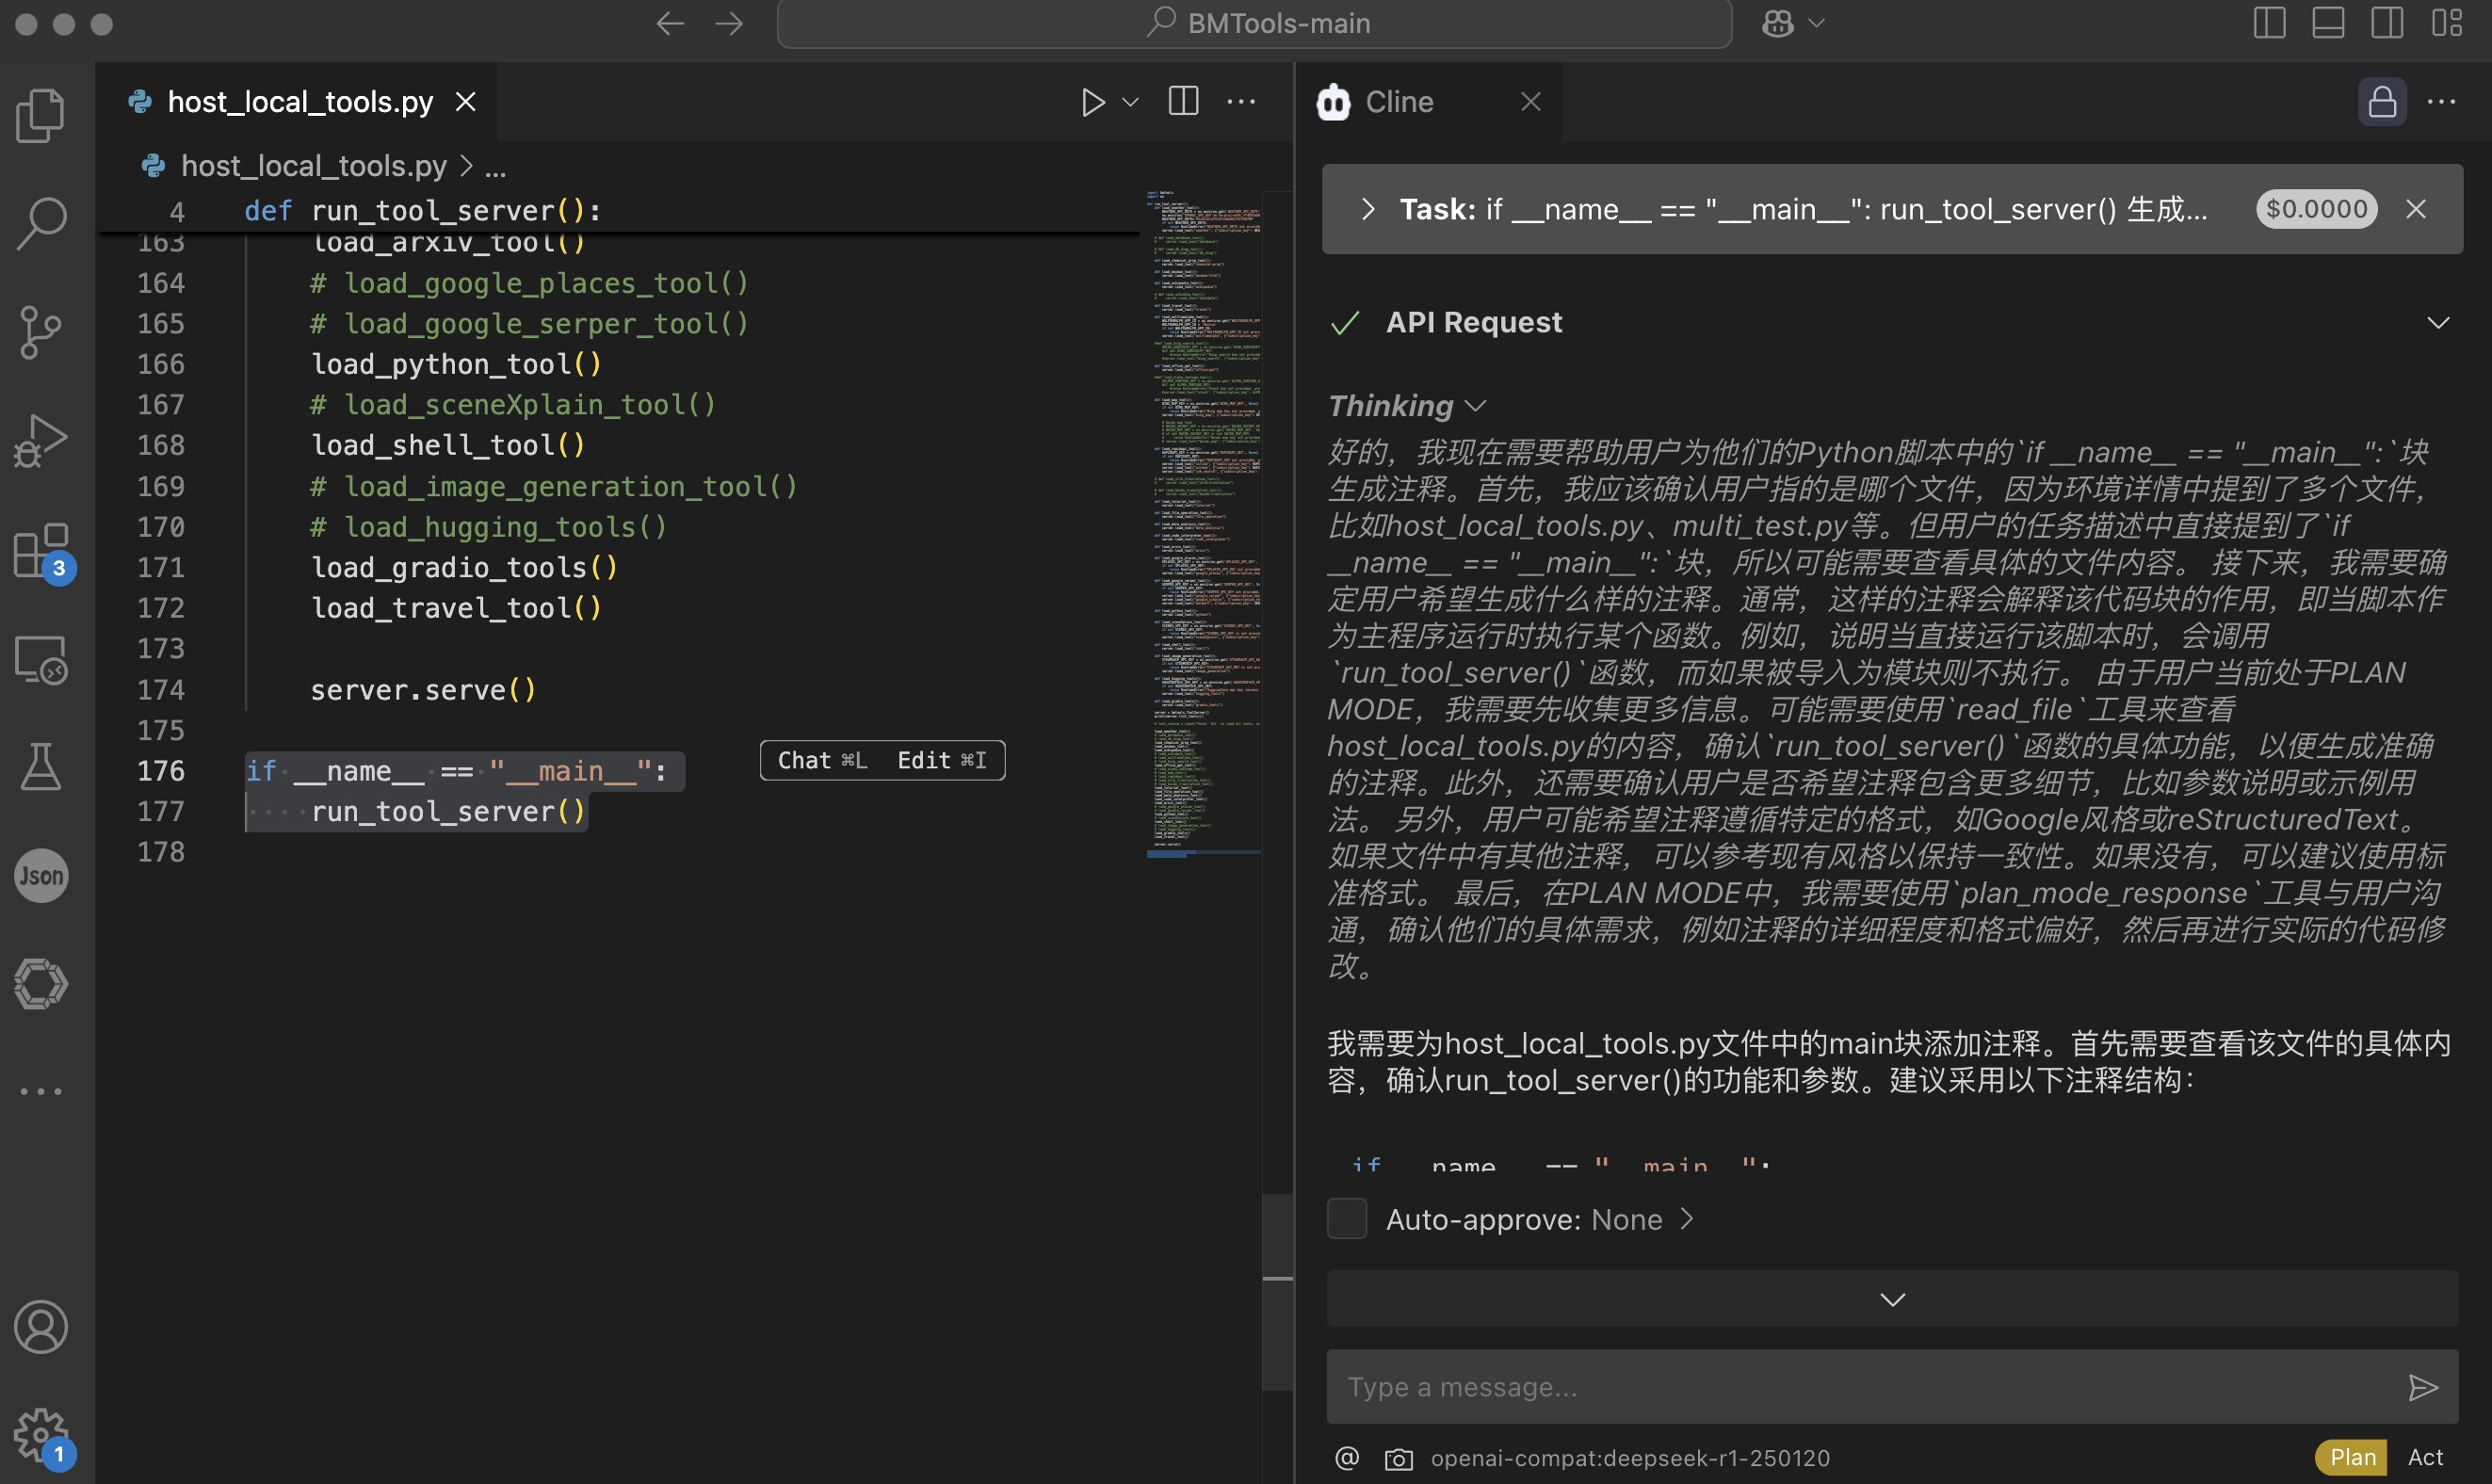 BMTools-main
host_local_tools.py
host_local_tools.py > ...
4 def run_tool_server():
163 load_arxiv_tool()
164 # load_google_places_tool()
165 # load_google_serper_tool()
166 load_python_tool()
167 # load_sceneXplain_tool()
168 load_shell_tool()
169 # load_image_generation_tool()
170 # load_hugging_tools()
171 load_gradio_tools()
172 load_travel_tool()
173
174 server.serve()
175
176 if __name__ == "__main__":
177 run_tool_server()
178
Chat ⌘L Edit ⌘I
3
Json
1
Cline
Task: if __name__ == "__main__": run_tool_server() 生成...
$0.0000
API Request
Thinking
好的，我现在需要帮助用户为他们的Python脚本中的`if __name__ == "__main__":`块
生成注释。首先，我应该确认用户指的是哪个文件，因为环境详情中提到了多个文件，
比如host_local_tools.py、multi_test.py等。但用户的任务描述中直接提到了`if
__name__ == "__main__":`块，所以可能需要查看具体的文件内容。 接下来，我需要确
定用户希望生成什么样的注释。通常，这样的注释会解释该代码块的作用，即当脚本作
为主程序运行时执行某个函数。例如，说明当直接运行该脚本时，会调用
`run_tool_server()`函数，而如果被导入为模块则不执行。 由于用户当前处于PLAN
MODE，我需要先收集更多信息。可能需要使用`read_file`工具来查看
host_local_tools.py的内容，确认`run_tool_server()`函数的具体功能，以便生成准确
的注释。此外，还需要确认用户是否希望注释包含更多细节，比如参数说明或示例用
法。 另外，用户可能希望注释遵循特定的格式，如Google风格或reStructuredText。
如果文件中有其他注释，可以参考现有风格以保持一致性。如果没有，可以建议使用标
准格式。 最后，在PLAN MODE中，我需要使用`plan_mode_response`工具与用户沟
通，确认他们的具体需求，例如注释的详细程度和格式偏好，然后再进行实际的代码修
改。
我需要为host_local_tools.py文件中的main块添加注释。首先需要查看该文件的具体内
容，确认run_tool_server()的功能和参数。建议采用以下注释结构：
if __name__ == "__main__":
Auto-approve: None
Type a message...
@ openai-compat:deepseek-r1-250120
Plan Act